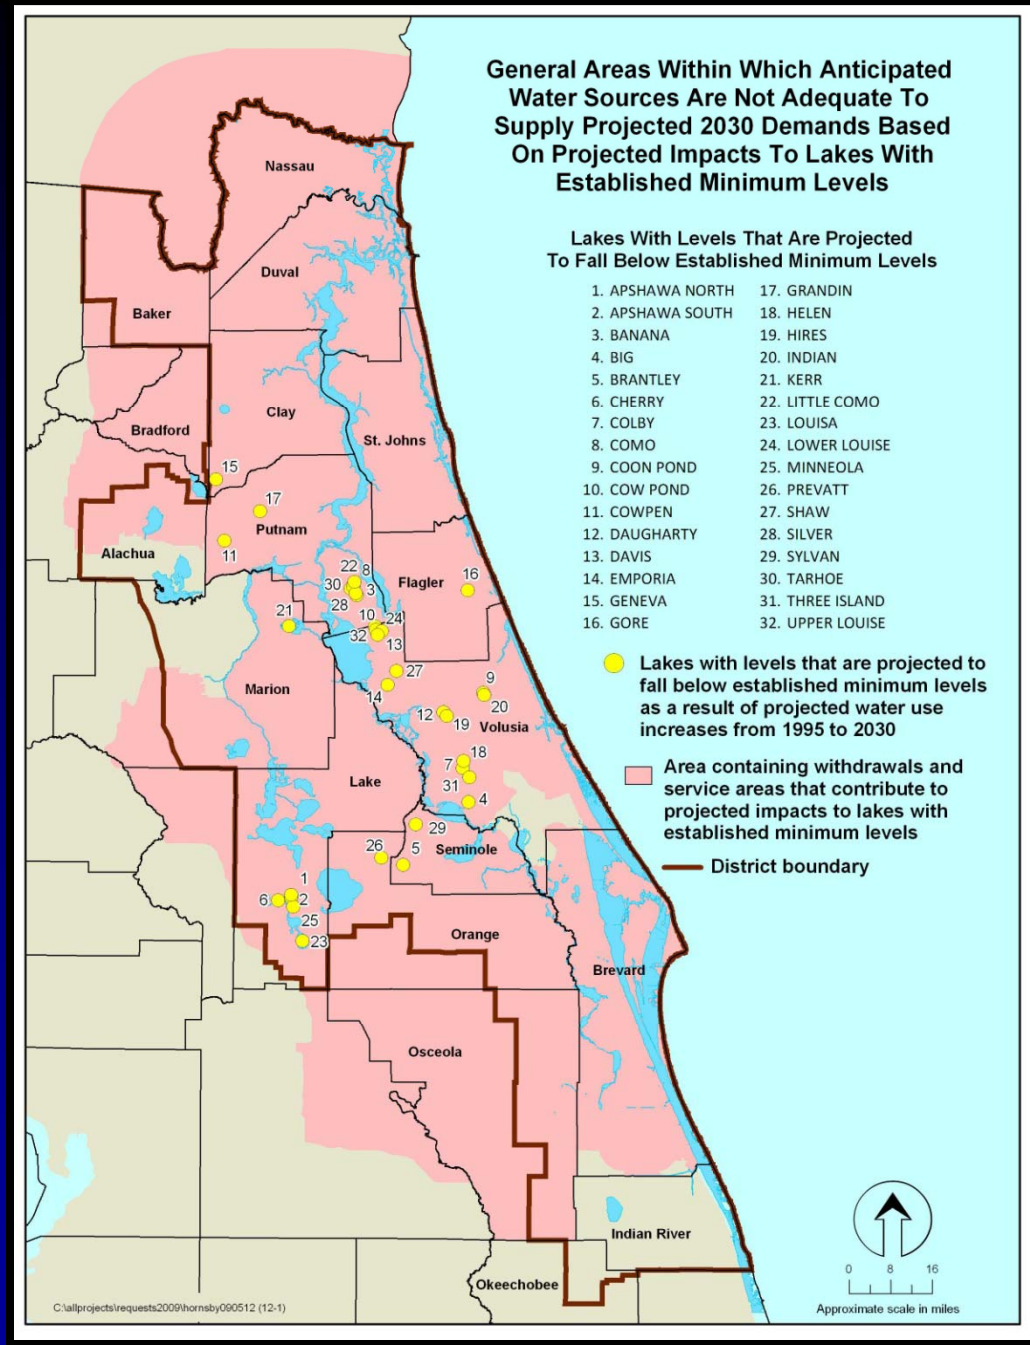 General Areas Within Which Anticipated
Water Sources Are Not Adequate To
Supply Projected 2030 Demands Based
On Projected Impacts To Lakes With
Established Minimum Levels
Lakes With Levels That Are Projected
To Fall Below Established Minimum Levels
1. APSHAWA NORTH
2. APSHAWA SOUTH
3. BANANA
4. BIG
5. BRANTLEY
6. CHERRY
7. COLBY
8. COMO
9. COON POND
10. COW POND
11. COWPEN
12. DAUGHARTY
13. DAVIS
14. EMPORIA
15. GENEVA
16. GORE
17. GRANDIN
18. HELEN
19. HIRES
20. INDIAN
21. KERR
22. LITTLE COMO
23. LOUISA
24. LOWER LOUISE
25. MINNEOLA
26. PREVATT
27. SHAW
28. SILVER
29. SYLVAN
30. TARHOE
31. THREE ISLAND
32. UPPER LOUISE
Lakes with levels that are projected to
fall below established minimum levels
as a result of projected water use
increases from 1995 to 2030
Area containing withdrawals and
service areas that contribute to
projected impacts to lakes with
established minimum levels
District boundary
Nassau
Duval
Baker
Clay
Bradford
St. Johns
15
17
Putnam
Alachua
11
22
8
30
3
28
Flagler
16
21
10
24
32
13
27
14
Marion
9
20
12
19
Volusia
18
7
31
4
Lake
29
26
5
Seminole
1
6
2
25
23
Orange
Brevard
Osceola
Indian River
Okeechobee
0 8 16
Approximate scale in miles
C:\allprojects\requests2009\hornsby090512 (12-1)